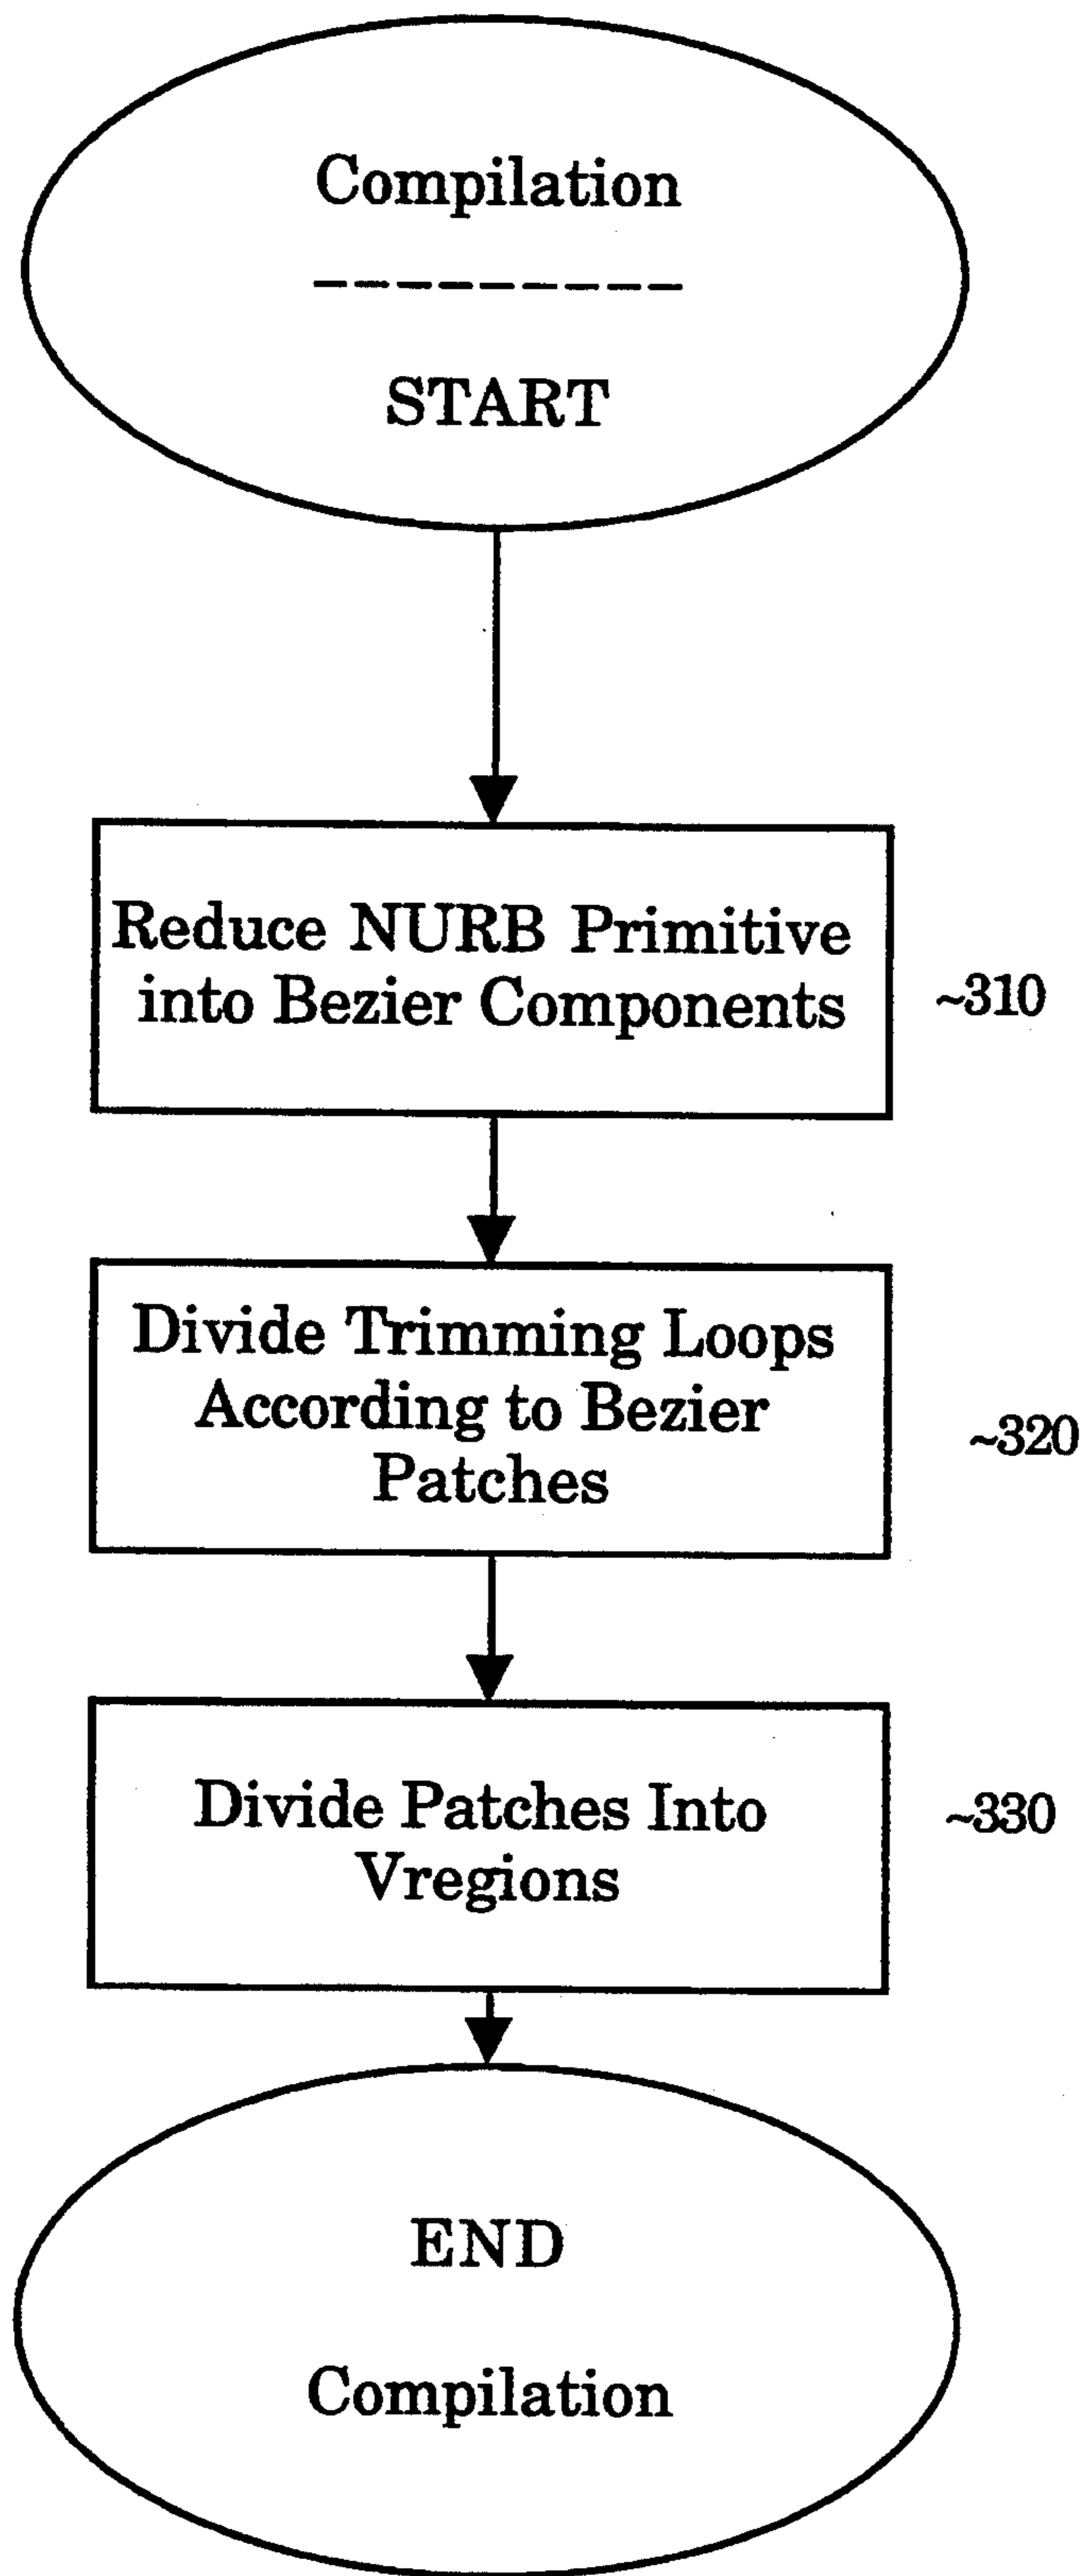 Compilation
START
Reduce NURB Primitive
into Bezier Components
~310
Divide Trimming Loops
According to Bezier
Patches
~320
Divide Patches Into
Vregions
~330
END
Compilation